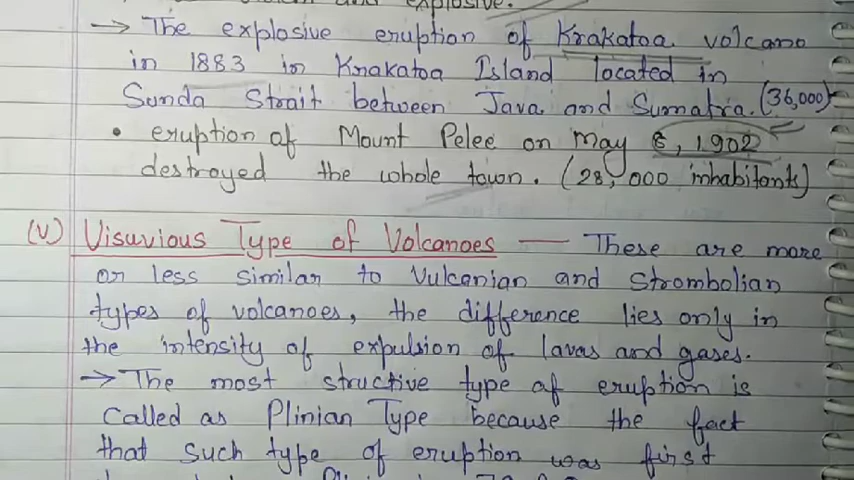 explosive.
→ The explosive eruption of Krakatoa volcano
in 1883 in Krakatoa Island located in
Sunda Strait between Java and Sumatra. (36,000)
• eruption of Mount Pelee on may 8, 1902
destroyed the whole town. (28,000 inhabitants)
(V) Visuvious Type of Volcanoes — These are more
or less similar to Vulcanian and Strombolian
types of volcanoes, the difference lies only in
the intensity of expulsion of lavas and gases.
→ The most structive type of eruption is
called as Plinian Type because the fact
that such type of eruption was first